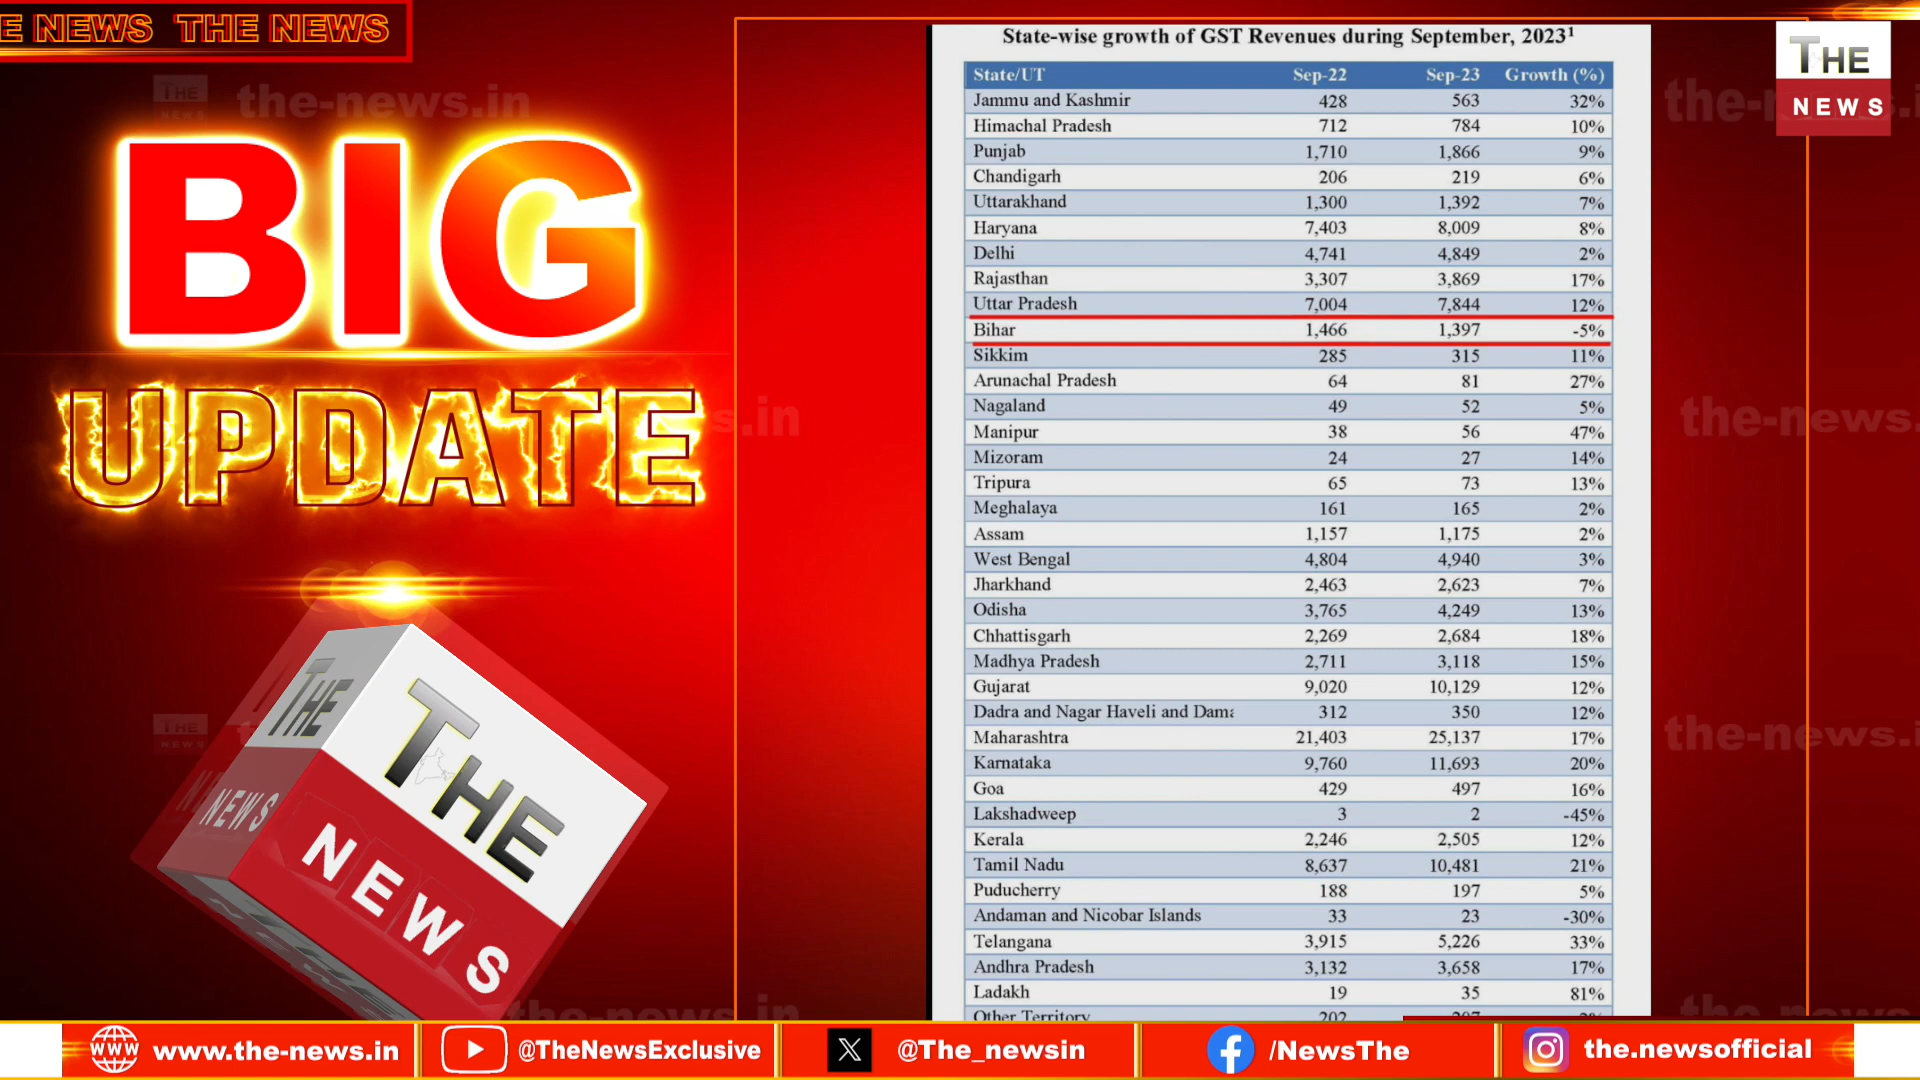 E NEWS THE NEWS
the-news.in
BIG
UPDATE
THE
NEWS
THE
NEWS
State-wise growth of GST Revenues during September, 2023¹
State/UT Sep-22 Sep-23 Growth (%)
Jammu and Kashmir 428 563 32%
Himachal Pradesh 712 784 10%
Punjab 1,710 1,866 9%
Chandigarh 206 219 6%
Uttarakhand 1,300 1,392 7%
Haryana 7,403 8,009 8%
Delhi 4,741 4,849 2%
Rajasthan 3,307 3,869 17%
Uttar Pradesh 7,004 7,844 12%
Bihar 1,466 1,397 -5%
Sikkim 285 315 11%
Arunachal Pradesh 64 81 27%
Nagaland 49 52 5%
Manipur 38 56 47%
Mizoram 24 27 14%
Tripura 65 73 13%
Meghalaya 161 165 2%
Assam 1,157 1,175 2%
West Bengal 4,804 4,940 3%
Jharkhand 2,463 2,623 7%
Odisha 3,765 4,249 13%
Chhattisgarh 2,269 2,684 18%
Madhya Pradesh 2,711 3,118 15%
Gujarat 9,020 10,129 12%
Dadra and Nagar Haveli and Dama 312 350 12%
Maharashtra 21,403 25,137 17%
Karnataka 9,760 11,693 20%
Goa 429 497 16%
Lakshadweep 3 2 -45%
Kerala 2,246 2,505 12%
Tamil Nadu 8,637 10,481 21%
Puducherry 188 197 5%
Andaman and Nicobar Islands 33 23 -30%
Telangana 3,915 5,226 33%
Andhra Pradesh 3,132 3,658 17%
Ladakh 19 35 81%
Other Territory 202
THE
NEWS
www.the-news.in
@TheNewsExclusive
@The_newsin
/NewsThe
the.newsofficial